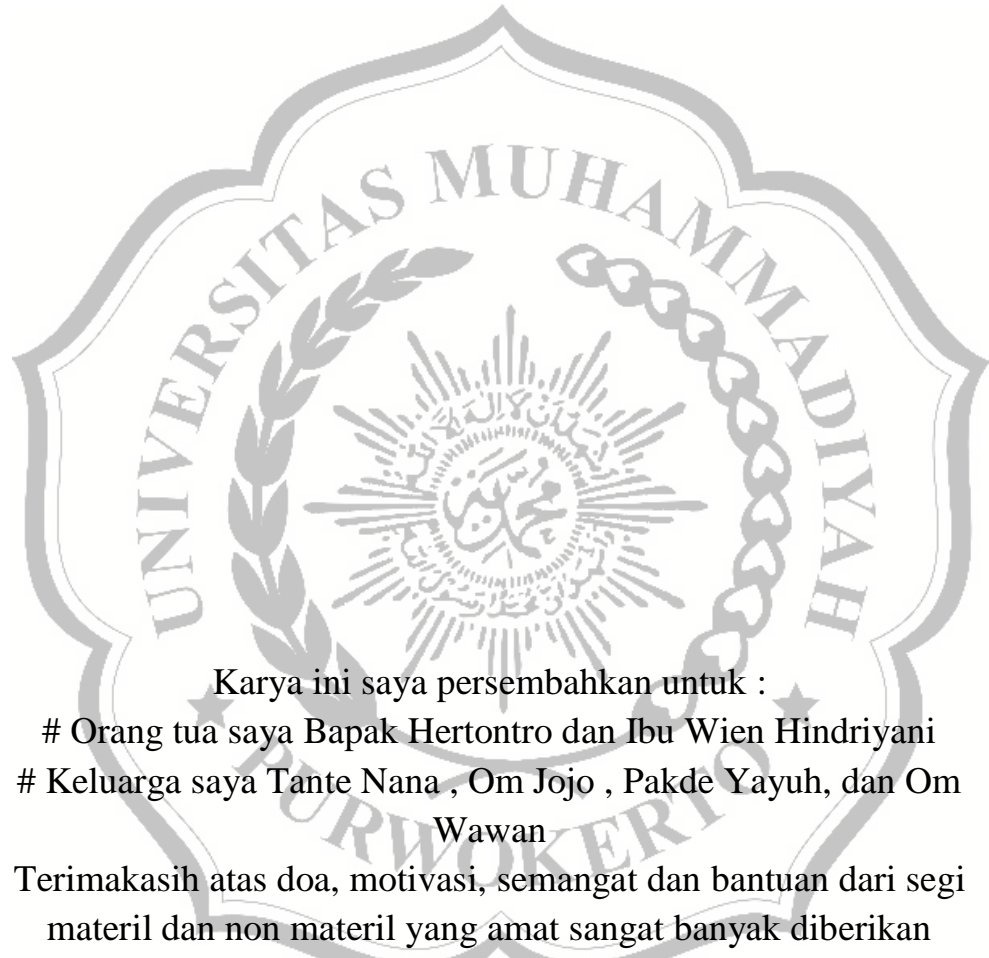 UNIVERSITAS MUHAMMADIYAH
PURWOKERTO
Karya ini saya persembahkan untuk :
# Orang tua saya Bapak Hertontro dan Ibu Wien Hindriyani
# Keluarga saya Tante Nana , Om Jojo , Pakde Yayuh, dan Om
Wawan
Terimakasih atas doa, motivasi, semangat dan bantuan dari segi
materil dan non materil yang amat sangat banyak diberikan